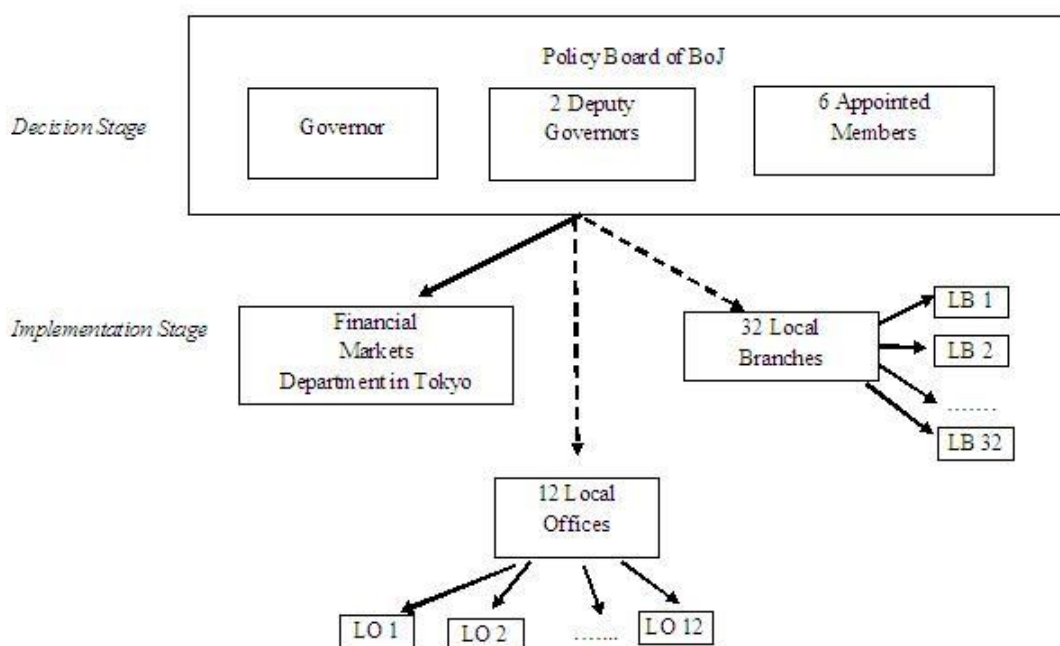 Policy Board of BoJ
Decision Stage
Governor
2 Deputy
Governors
6 Appointed
Members
Implementation Stage
Financial
Markets
Department in Tokyo
32 Local
Branches
LB 1
LB 2
........
LB 32
12 Local
Offices
LO 1
LO 2
........
LO 12